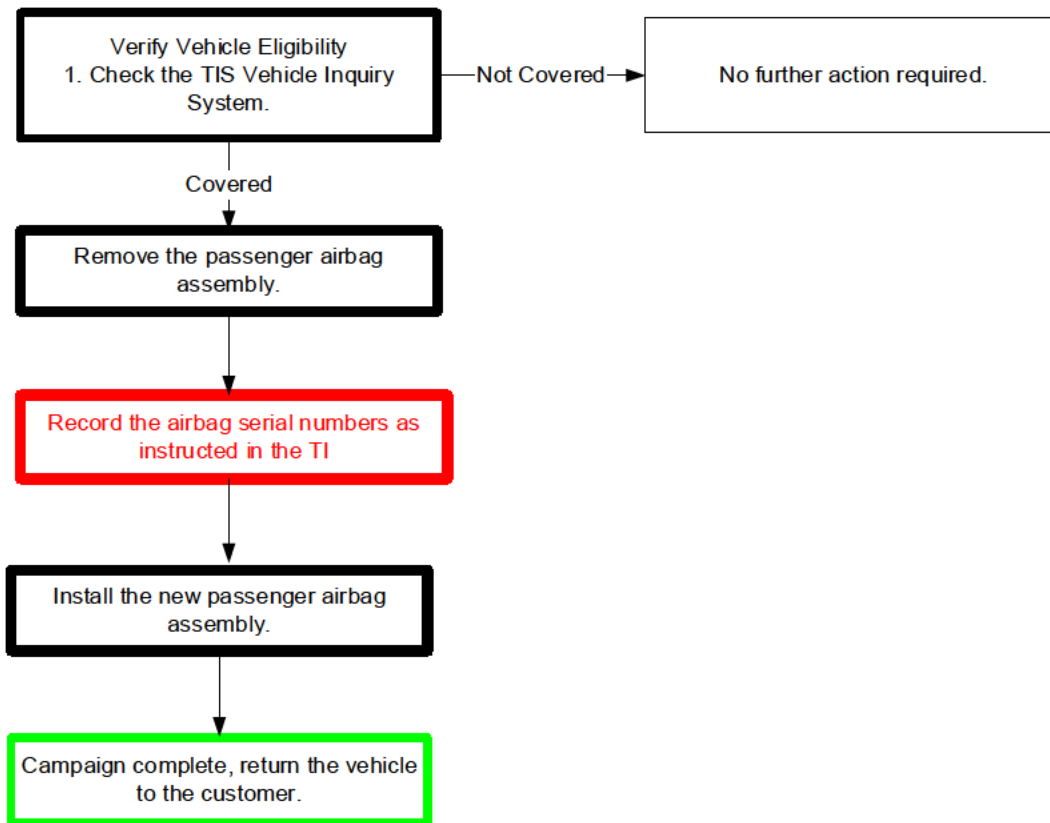 Verify Vehicle Eligibility
1. Check the TIS Vehicle Inquiry
System.
Not Covered
No further action required.
Covered
Remove the passenger airbag
assembly.
Record the airbag serial numbers as
instructed in the TI
Install the new passenger airbag
assembly.
Campaign complete, return the vehicle
to the customer.